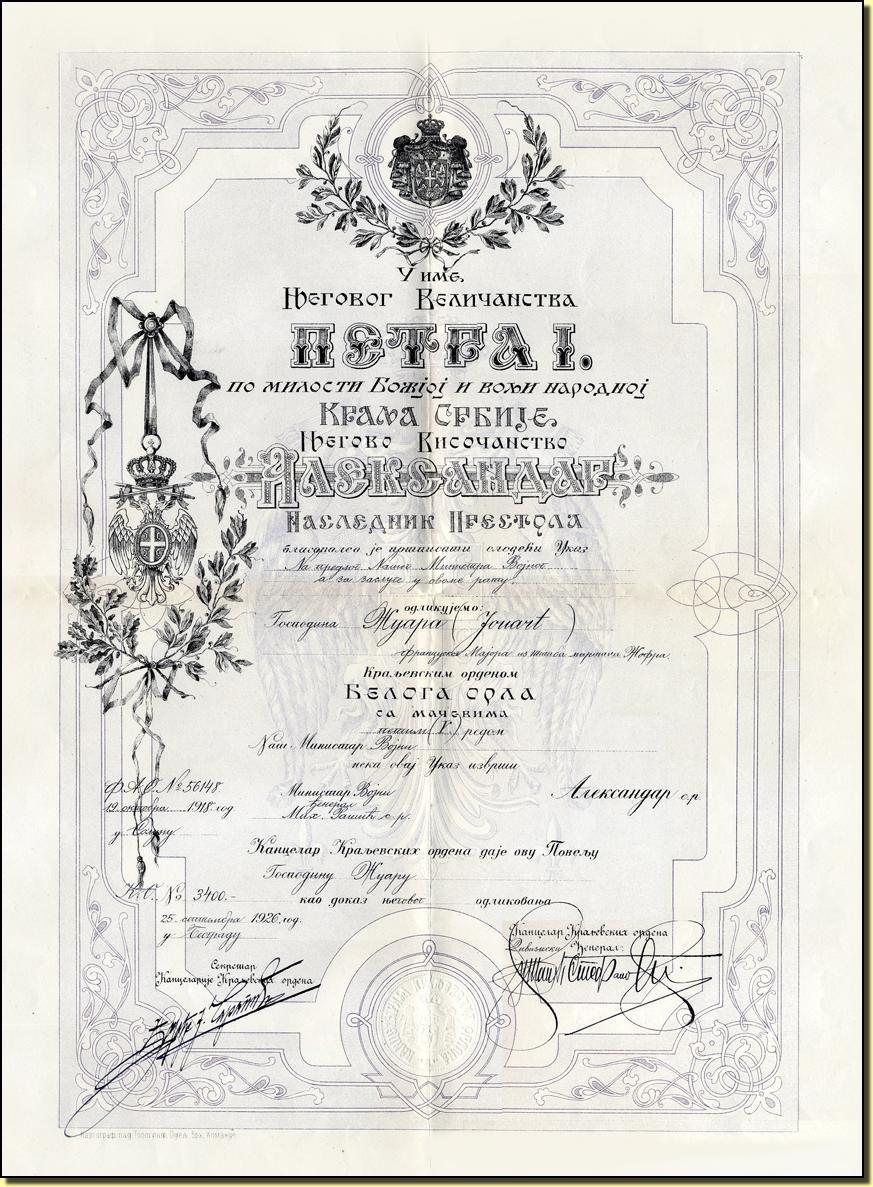 У име
Његовог Величанства
ПЕТРА I.
по милости Божјој и вољи народној
Краља Србије,
Његово Височанство
Александар
Наследник Престола
благоволео је прописати следећи Указ
На предлог Нашег Министра Војног
а за заслуге у овоме рату
одликујемо:
Господина Жуара (Jouart)
француског Мајора из штаба маршала Жофра.
Краљевским орденом
Белога орла
са мачевима
петим (V.) редом
Наш Министар Војни
нека овај Указ изврши
Ф.А.О. № 56148.
19. октобра 1918. год.
у Солуну
Министар Војни
Ђенерал
Мих. Рашић с.р.
Александар с.р.
Канцелар Краљевских ордена даје ову Повељу
Господину Жуару
као доказ његовог одликовања
К.О. № 3400.-
25. септембра 1926. год.
у Београду
Секретар
Канцеларије Краљевских ордена
Канцелар Краљевских ордена
Дивизиски Ђенерал: